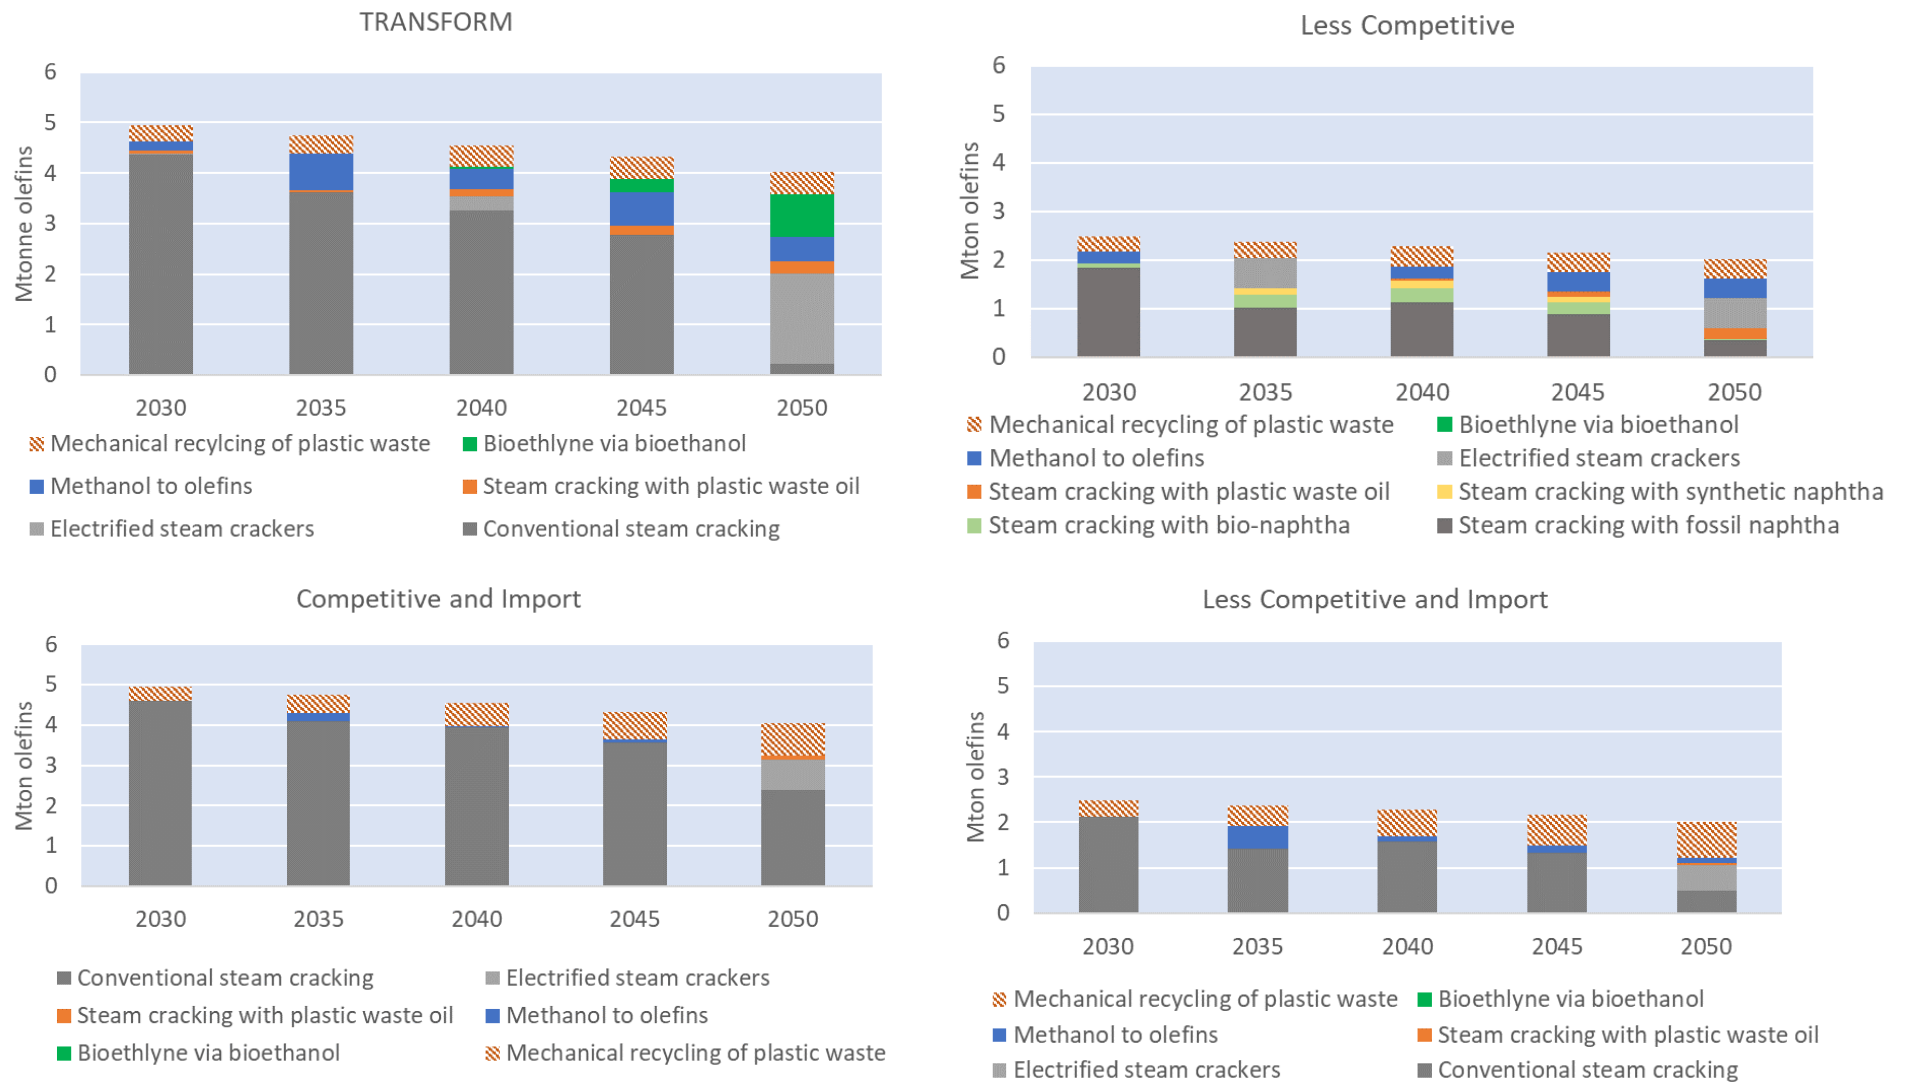 TRANSFORM
6
5
4
3
2
1
0
Mtonne olefins
2030 2035 2040 2045 2050
Mechanical recylcing of plastic waste Bioethlyne via bioethanol
Methanol to olefins Steam cracking with plastic waste oil
Electrified steam crackers Conventional steam cracking
Less Competitive
6
5
4
3
2
1
0
Mton olefins
2030 2035 2040 2045 2050
Mechanical recycling of plastic waste Bioethlyne via bioethanol
Methanol to olefins Electrified steam crackers
Steam cracking with plastic waste oil Steam cracking with synthetic naphtha
Steam cracking with bio-naphtha Steam cracking with fossil naphtha
Competitive and Import
6
5
4
3
2
1
0
Mton olefins
2030 2035 2040 2045 2050
Conventional steam cracking Electrified steam crackers
Steam cracking with plastic waste oil Methanol to olefins
Bioethlyne via bioethanol Mechanical recycling of plastic waste
Less Competitive and Import
6
5
4
3
2
1
0
Mton olefins
2030 2035 2040 2045 2050
Mechanical recycling of plastic waste Bioethlyne via bioethanol
Methanol to olefins Steam cracking with plastic waste oil
Electrified steam crackers Conventional steam cracking